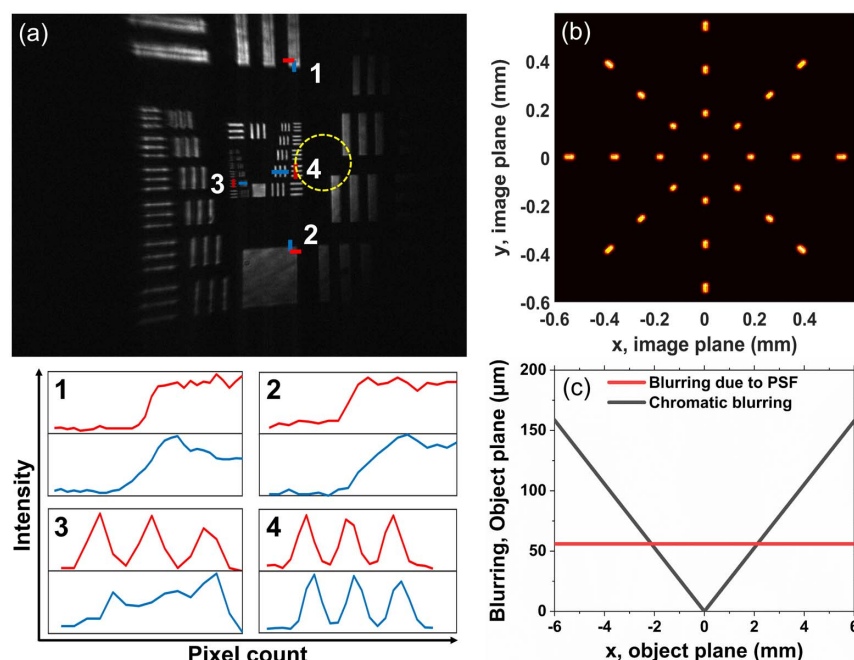 (a)
1
4
3
2
(b)
y, image plane (mm)
0.4
0.2
0
-0.2
-0.4
-0.6
-0.6 -0.4 -0.2 0 0.2 0.4
x, image plane (mm)
Intensity
1
2
3
4
Pixel count
(c)
Blurring due to PSF
Chromatic blurring
Blurring, Object plane (µm)
200
150
100
50
0
-6 -4 -2 0 2 4 6
x, object plane (mm)